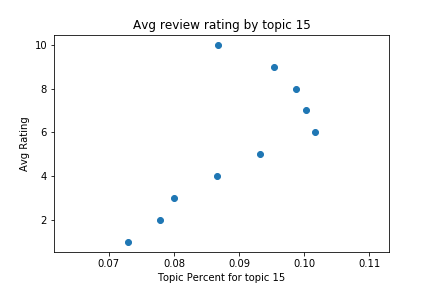 Avg review rating by topic 15
10
8
6
4
2
Avg Rating
0.07 0.08 0.09 0.10 0.11
Topic Percent for topic 15